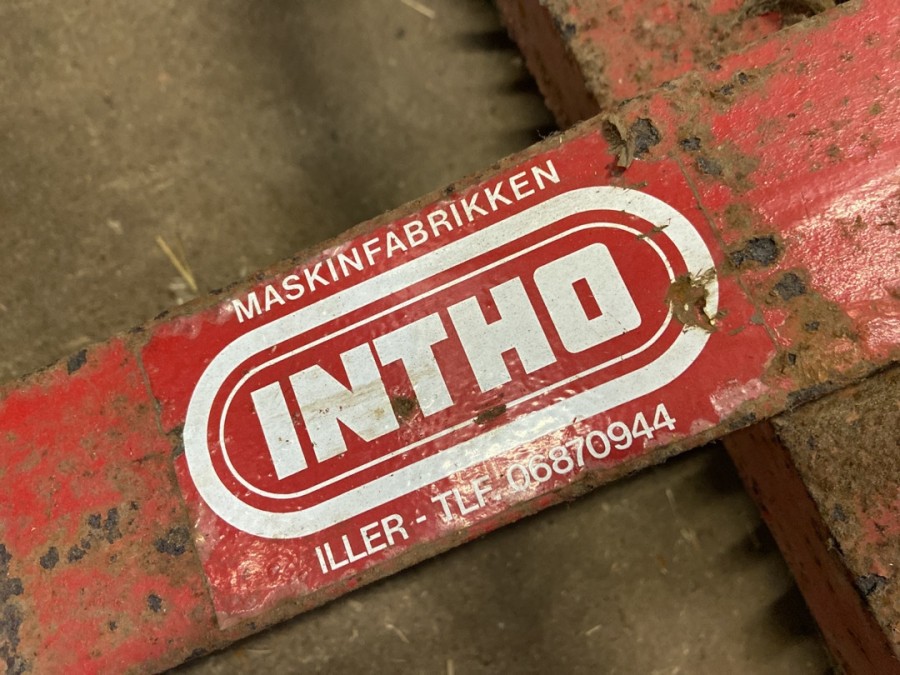 MASKINFABRIKKEN
INTHO
ILLER - TLF. 06870944